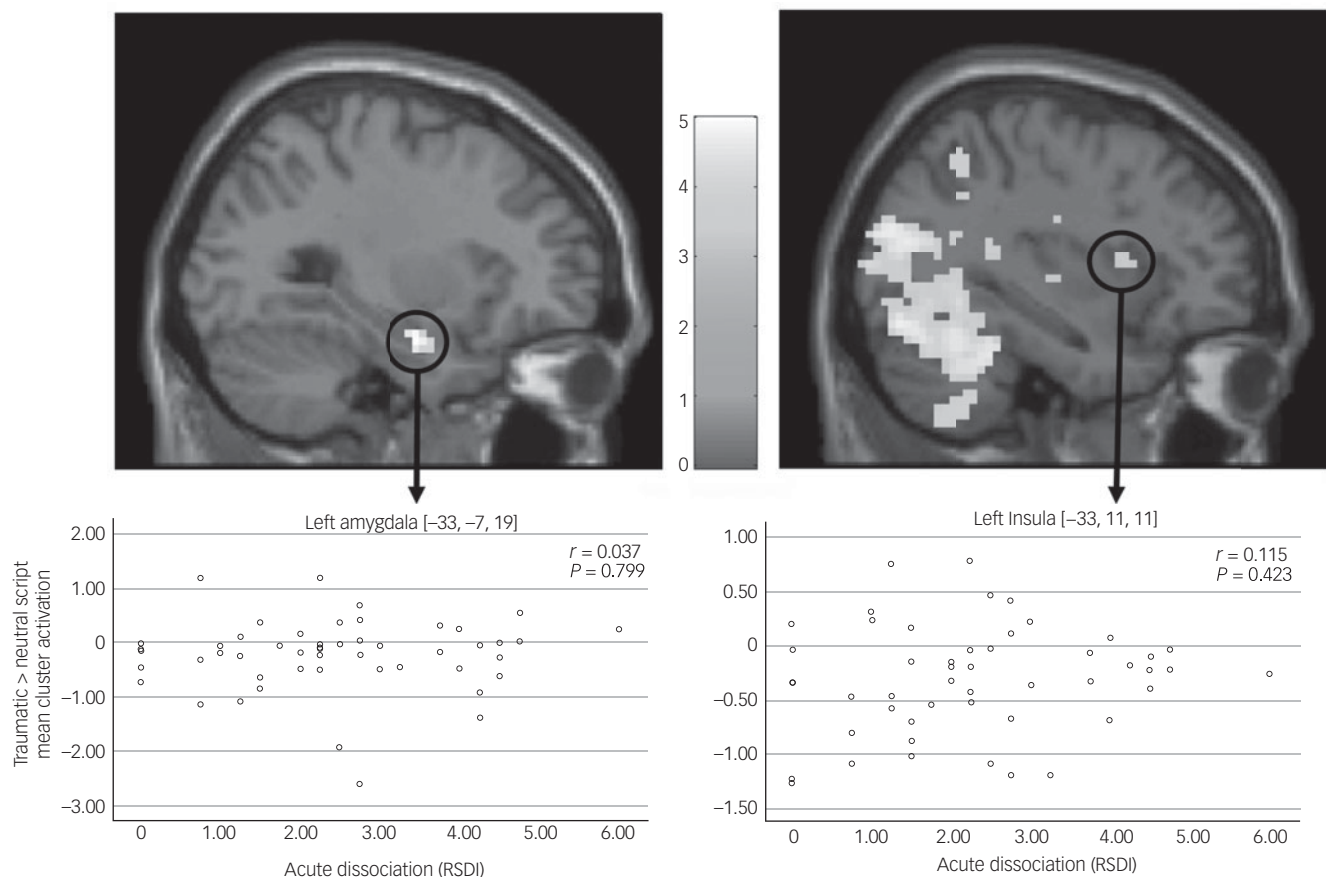 5
4
3
2
1
0
Left amygdala [–33, –7, 19]
r = 0.037
P = 0.799
Traumatic > neutral script
mean cluster activation
2.00
1.00
0
–1.00
–2.00
–3.00
0 1.00 2.00 3.00 4.00 5.00 6.00
Acute dissociation (RSDI)
Left Insula [–33, 11, 11]
r = 0.115
P = 0.423
1.00
0.50
0
–0.50
–1.00
–1.50
0 1.00 2.00 3.00 4.00 5.00 6.00
Acute dissociation (RSDI)